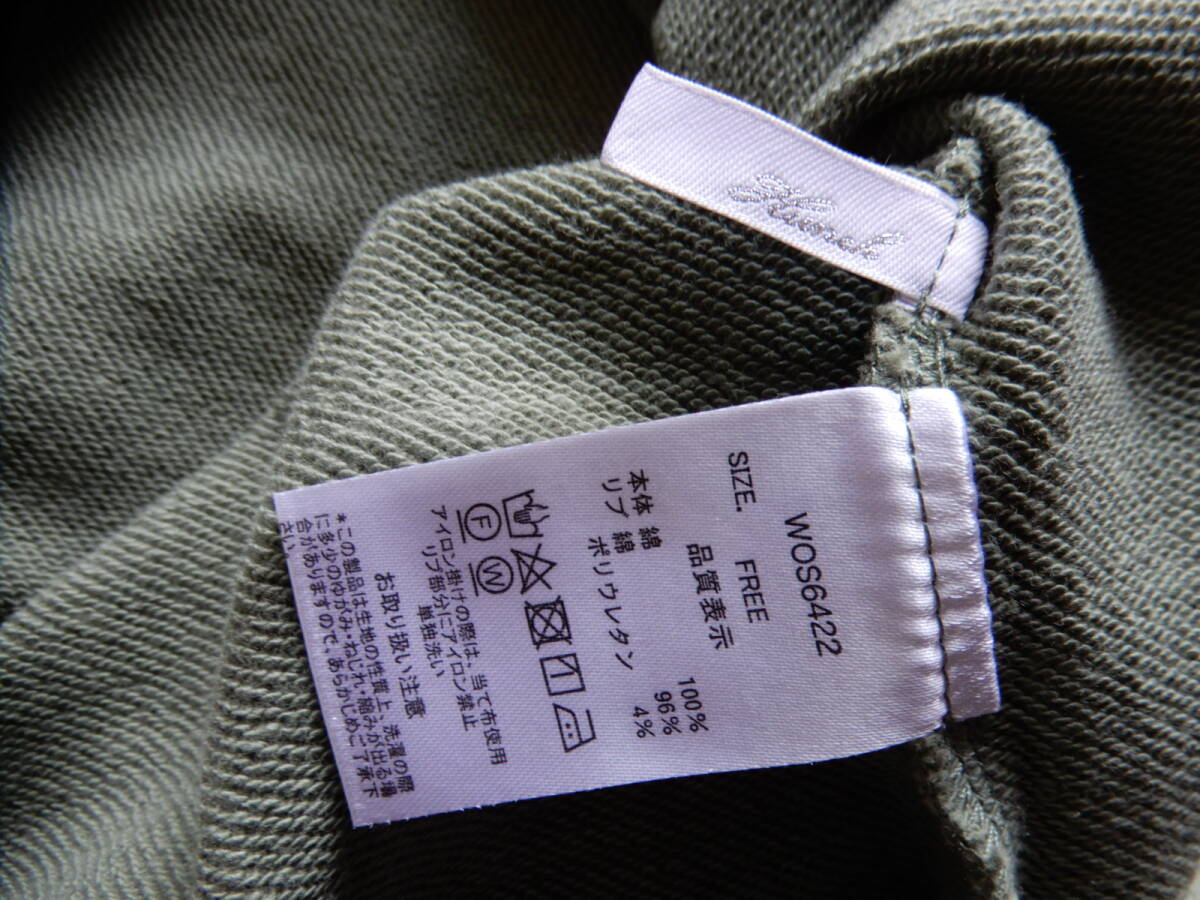 WOS6422
SIZE. FREE
品質表示
本体 綿 100%
リブ 綿 96%
ポリウレタン 4%
F W
アイロン掛けの際は、当て布使用
リブ部分にアイロン禁止
単独洗い
お取り扱い注意
*この製品は生地の性質上、洗濯の際
に多少のゆがみ・ねじれ・縮みが出る場
合がありますので、あらかじめご了承下
さい。